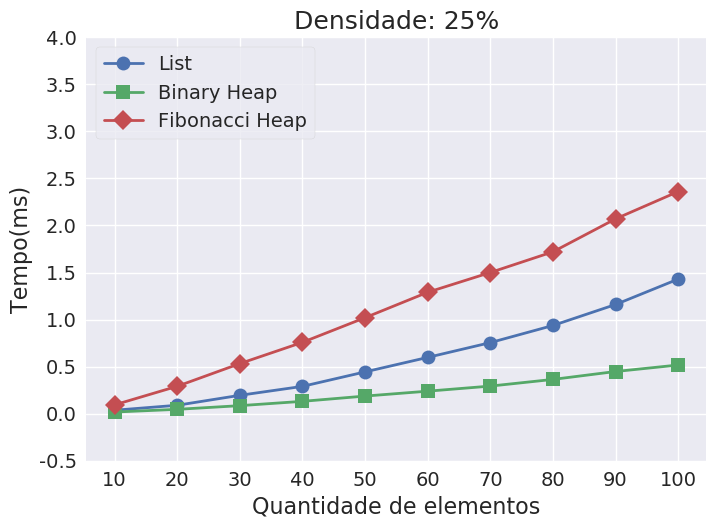 Densidade: 25%
4.0
3.5
3.0
2.5
2.0
1.5
1.0
0.5
0.0
-0.5
Tempo(ms)
List
Binary Heap
Fibonacci Heap
10 20 30 40 50 60 70 80 90 100
Quantidade de elementos